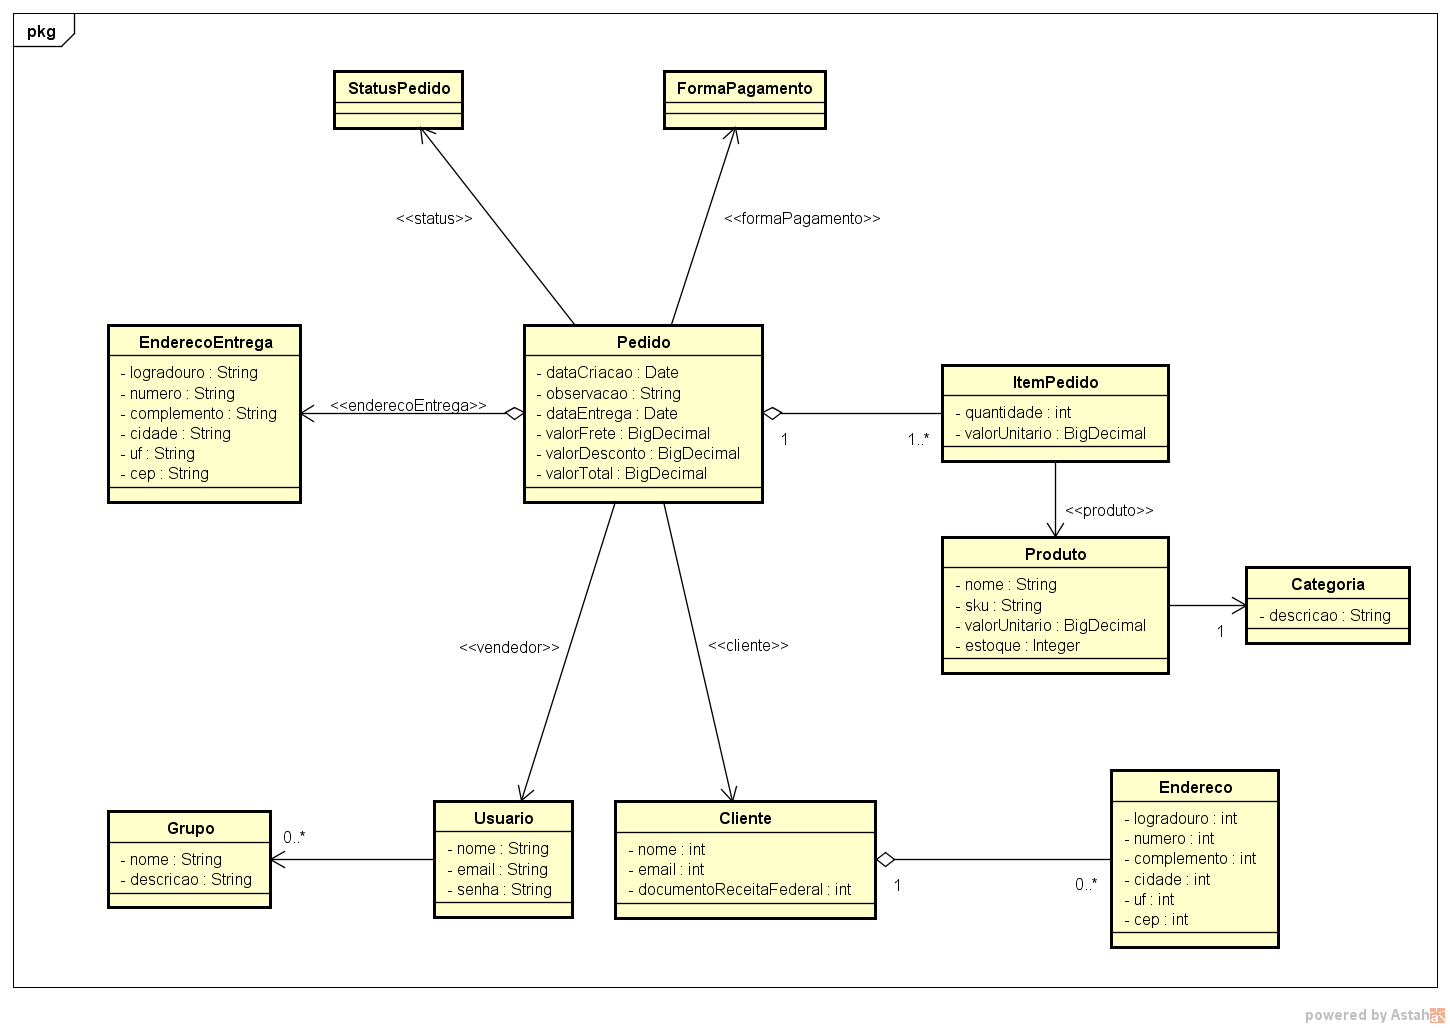 pkg
StatusPedido
FormaPagamento
<<status>>
<<formaPagamento>>
EnderecoEntrega
- logradouro : String
- numero : String
- complemento : String
- cidade : String
- uf : String
- cep : String
<<enderecoEntrega>>
Pedido
- dataCriacao : Date
- observacao : String
- dataEntrega : Date
- valorFrete : BigDecimal
- valorDesconto : BigDecimal
- valorTotal : BigDecimal
1
1..*
ItemPedido
- quantidade : int
- valorUnitario : BigDecimal
<<produto>>
Produto
- nome : String
- sku : String
- valorUnitario : BigDecimal
- estoque : Integer
1
Categoria
- descricao : String
<<vendedor>>
<<cliente>>
Grupo
- nome : String
- descricao : String
0..*
Usuario
- nome : String
- email : String
- senha : String
Cliente
- nome : int
- email : int
- documentoReceitaFederal : int
1
0..*
Endereco
- logradouro : int
- numero : int
- complemento : int
- cidade : int
- uf : int
- cep : int
powered by Astah